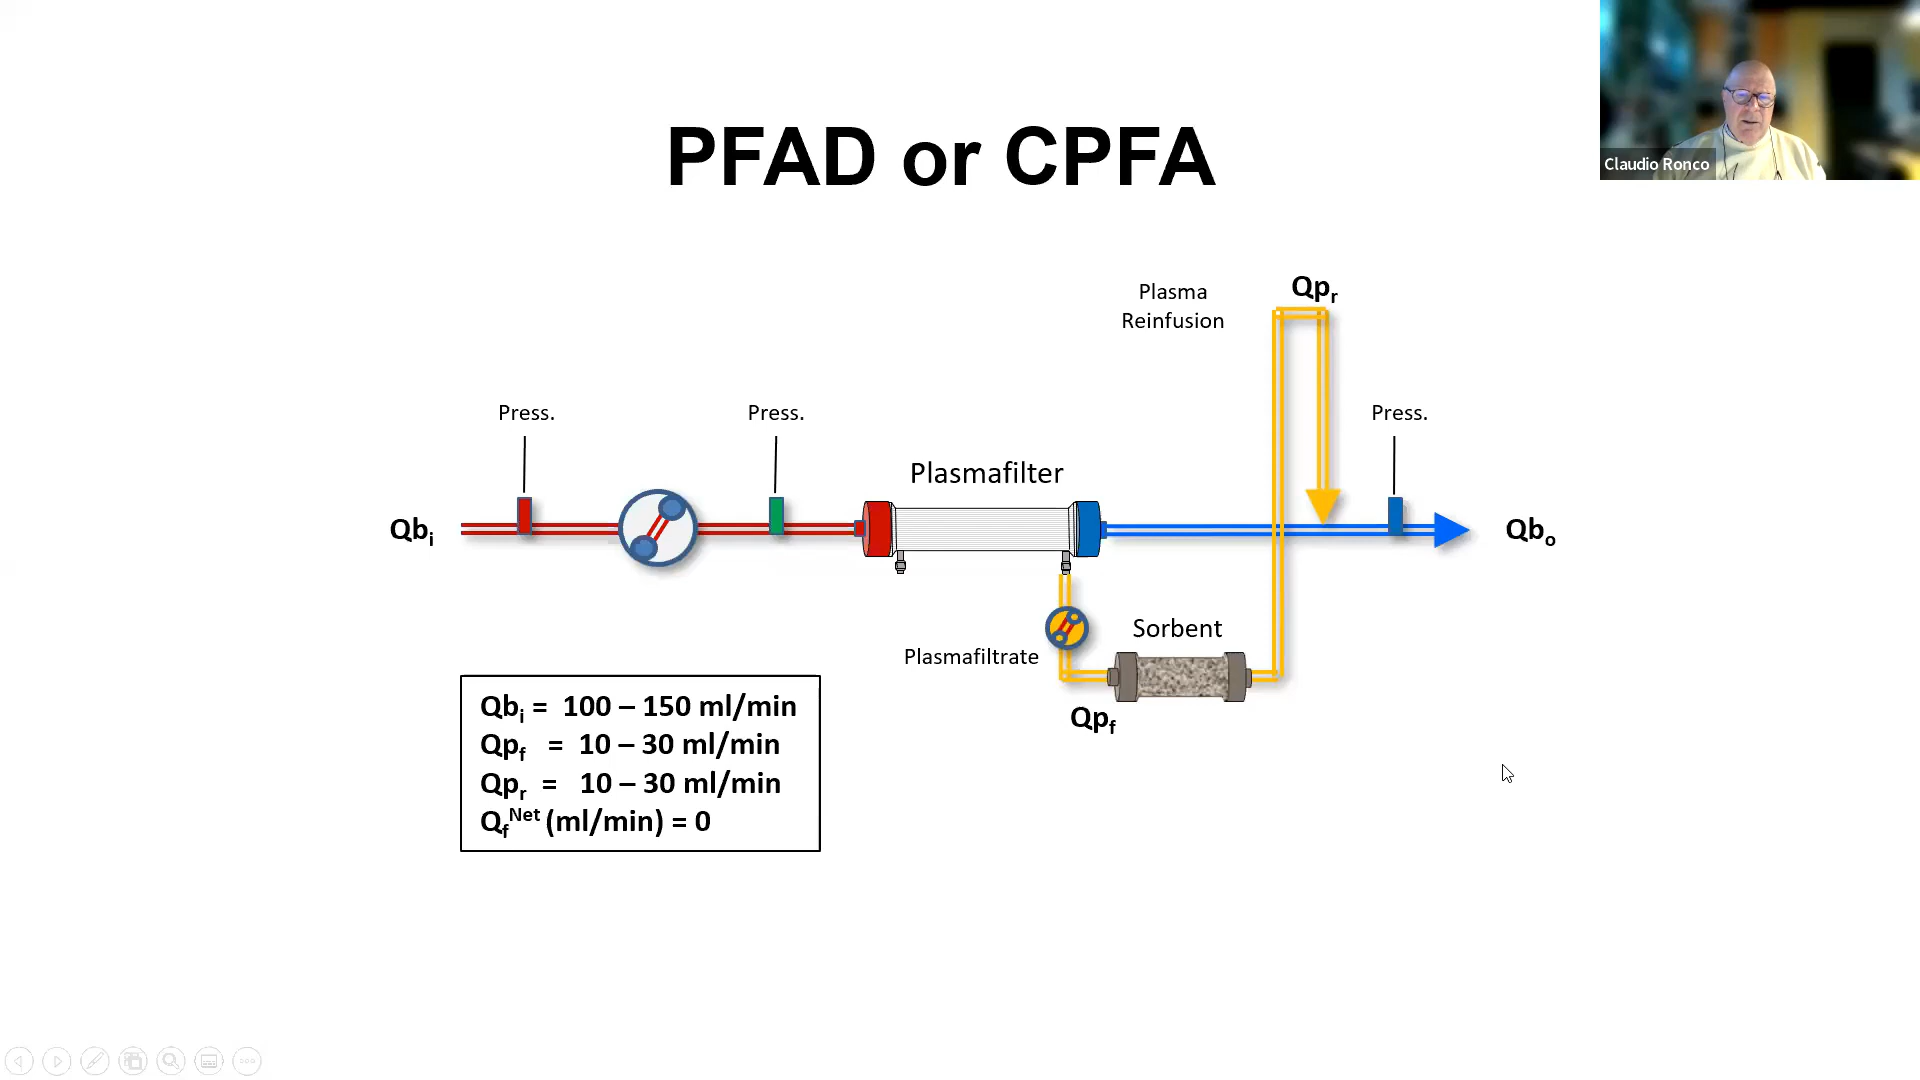 PFAD or CPFA
Claudio Ronco
Plasma
Reinfusion
Qpr
Press.
Press.
Press.
Plasmafilter
Qbi
Qbo
Sorbent
Plasmafiltrate
Qpf
Qbi = 100 – 150 ml/min
Qpf = 10 – 30 ml/min
Qpr = 10 – 30 ml/min
QfNet (ml/min) = 0